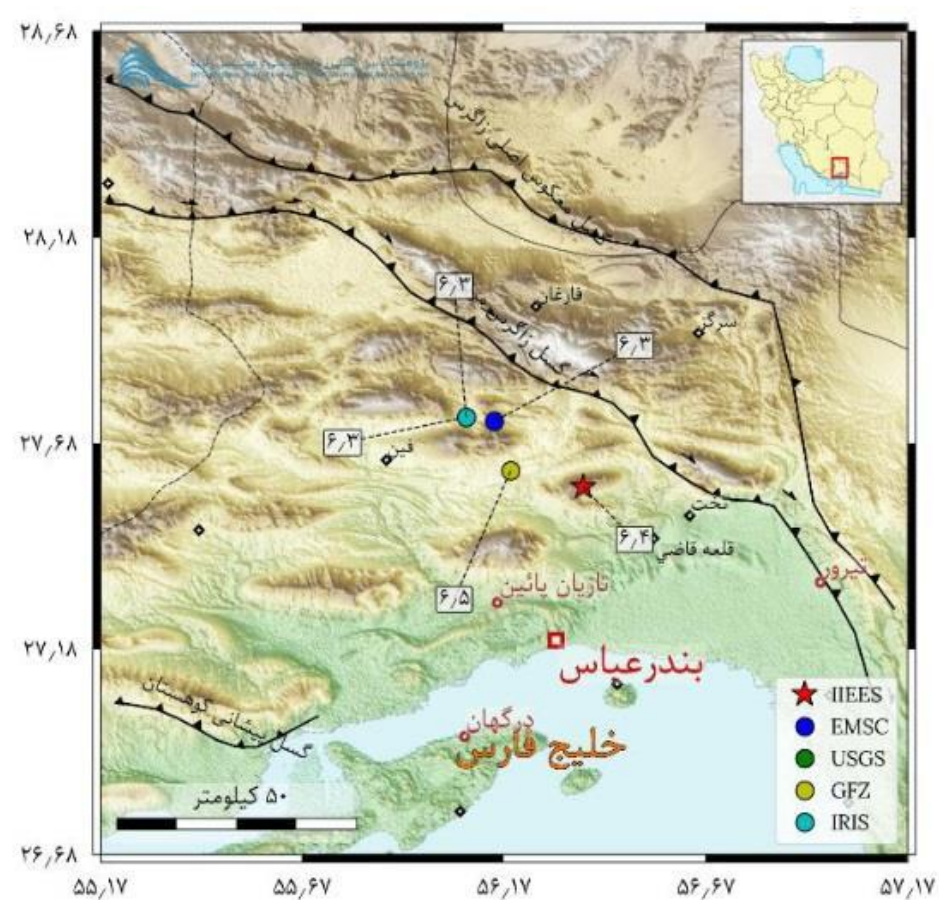 ۲۸٫۶۸
۲۸٫۱۸
۲۷٫۶۸
۲۷٫۱۸
۲۶٫۶۸
۵۵٫۱۷
۵۵٫۶۷
۵۶٫۱۷
۵۶٫۶۷
۵۷٫۱۷
معکوس اصلی زاگرس
۶٫۳
فارغان
سرگز
گسل زاگرس
۶٫۳
۶٫۳
فین
تخت
۶٫۴
قلعه قاضي
تیرور
۶٫۵
تازیان پائین
بندرعباس
گسل پیشانی کوهستان
درگهان
خلیج فارس
۵۰ کیلومتر
IIEES
EMSC
USGS
GFZ
IRIS